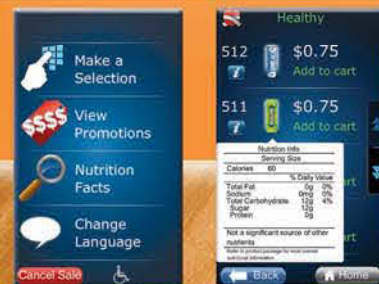 Make a
Selection
$$$$
View
Promotions
Nutrition
Facts
Change
Language
Cancel Sale
Healthy
512
$0.75
i
Add to cart
511
$0.75
i
Add to cart
Nutrition Info
Serving Size
Calories 60
% Daily Value
Total Fat 0g 0%
Sodium 0mg 0%
Total Carbohydrate 12g 4%
Sugar 12g
Protein 0g
Not a significant source of other
nutrients
art
art
Back
Home